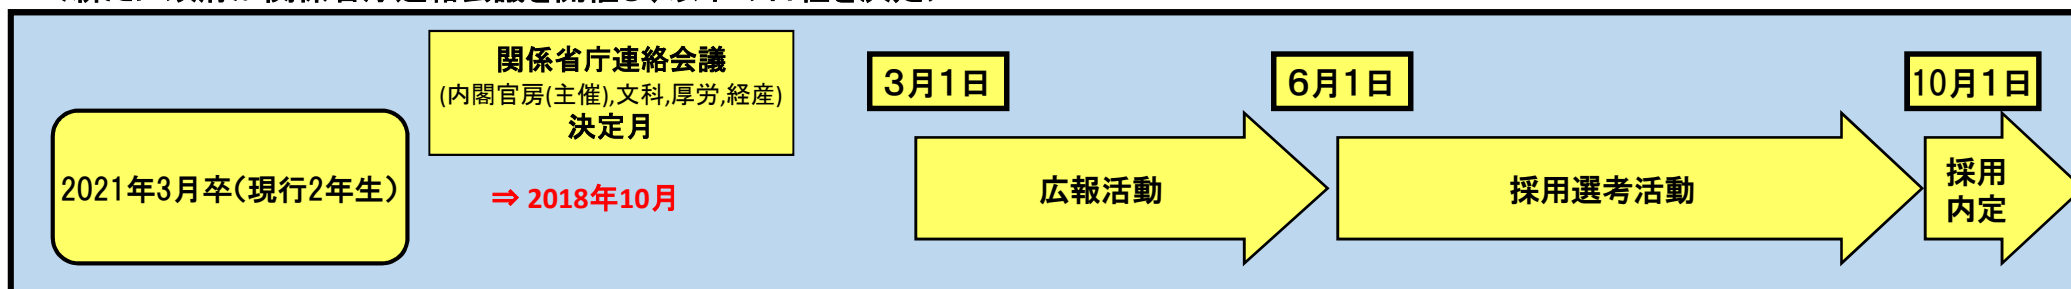 関係省庁連絡会議
(内閣官房(主催),文科,厚労,経産)
決定月
3月1日
6月1日
10月1日
2021年3月卒(現行2年生)
⇒ 2018年10月
広報活動
採用選考活動
採用
内定